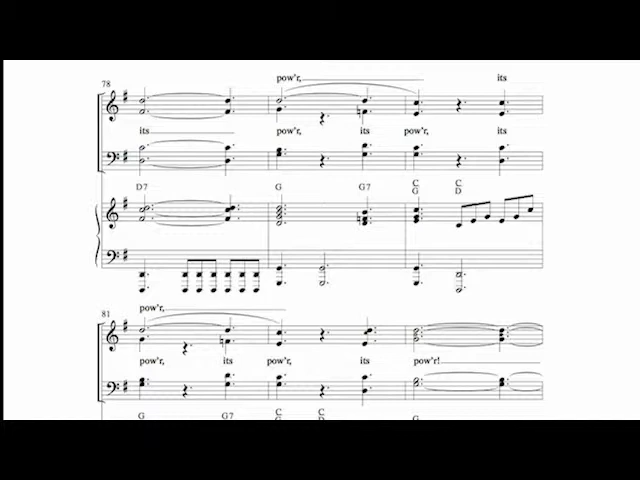 pow'r, its
78
its pow'r, its pow'r, its
D7 G G7 C C
G D
pow'r,
81
pow'r, its pow'r, its pow'r!
G G7 C C G
D